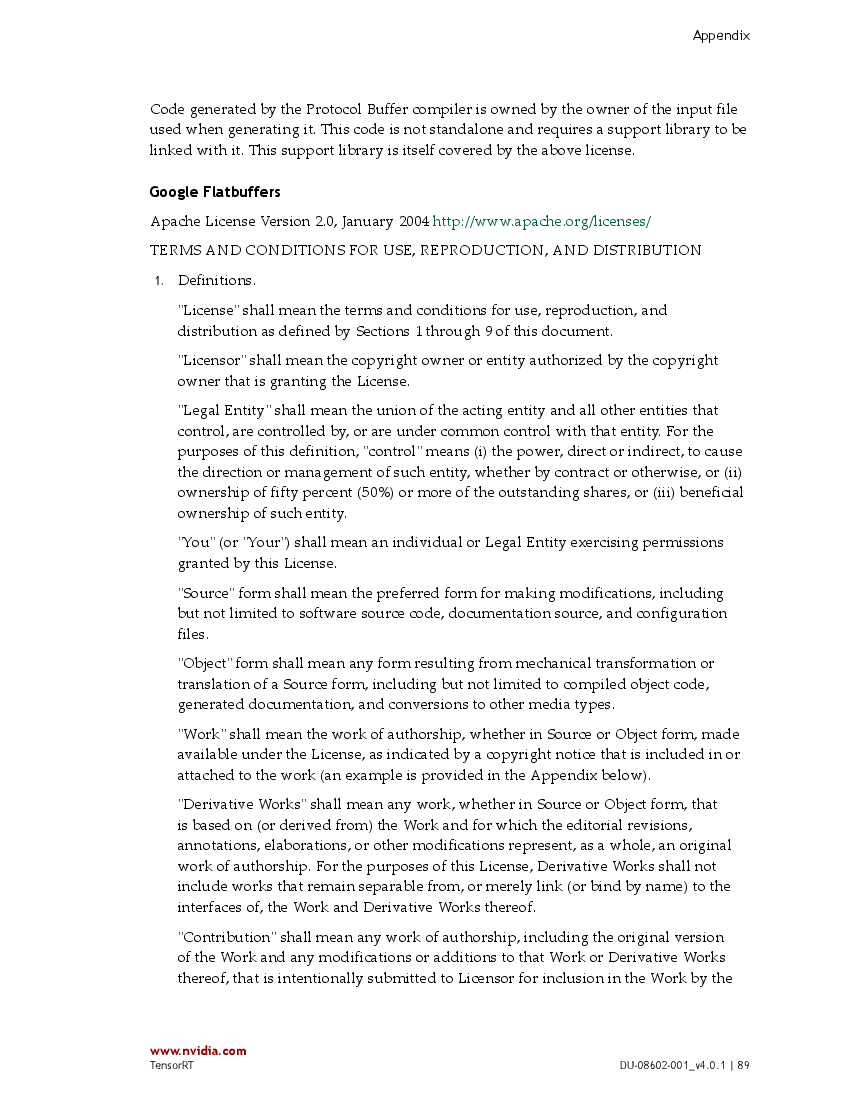 Appendix
Code generated by the Protocol Buffer compiler is owned by the owner of the input file
used when generating it. This code is not standalone and requires a support library to be
linked with it. This support library is itself covered by the above license.
Google Flatbuffers
Apache License Version 2.0, January 2004 http://www.apache.org/licenses/
TERMS AND CONDITIONS FOR USE, REPRODUCTION, AND DISTRIBUTION
1. Definitions.
"License" shall mean the terms and conditions for use, reproduction, and
distribution as defined by Sections 1 through 9 of this document.
"Licensor" shall mean the copyright owner or entity authorized by the copyright
owner that is granting the License.
"Legal Entity" shall mean the union of the acting entity and all other entities that
control, are controlled by, or are under common control with that entity. For the
purposes of this definition, "control" means (i) the power, direct or indirect, to cause
the direction or management of such entity, whether by contract or otherwise, or (ii)
ownership of fifty percent (50%) or more of the outstanding shares, or (iii) beneficial
ownership of such entity.
"You" (or "Your") shall mean an individual or Legal Entity exercising permissions
granted by this License.
"Source" form shall mean the preferred form for making modifications, including
but not limited to software source code, documentation source, and configuration
files.
"Object" form shall mean any form resulting from mechanical transformation or
translation of a Source form, including but not limited to compiled object code,
generated documentation, and conversions to other media types.
"Work" shall mean the work of authorship, whether in Source or Object form, made
available under the License, as indicated by a copyright notice that is included in or
attached to the work (an example is provided in the Appendix below).
"Derivative Works" shall mean any work, whether in Source or Object form, that
is based on (or derived from) the Work and for which the editorial revisions,
annotations, elaborations, or other modifications represent, as a whole, an original
work of authorship. For the purposes of this License, Derivative Works shall not
include works that remain separable from, or merely link (or bind by name) to the
interfaces of, the Work and Derivative Works thereof.
"Contribution" shall mean any work of authorship, including the original version
of the Work and any modifications or additions to that Work or Derivative Works
thereof, that is intentionally submitted to Licensor for inclusion in the Work by the
www.nvidia.com
TensorRT DU-08602-001_v4.0.1 | 89